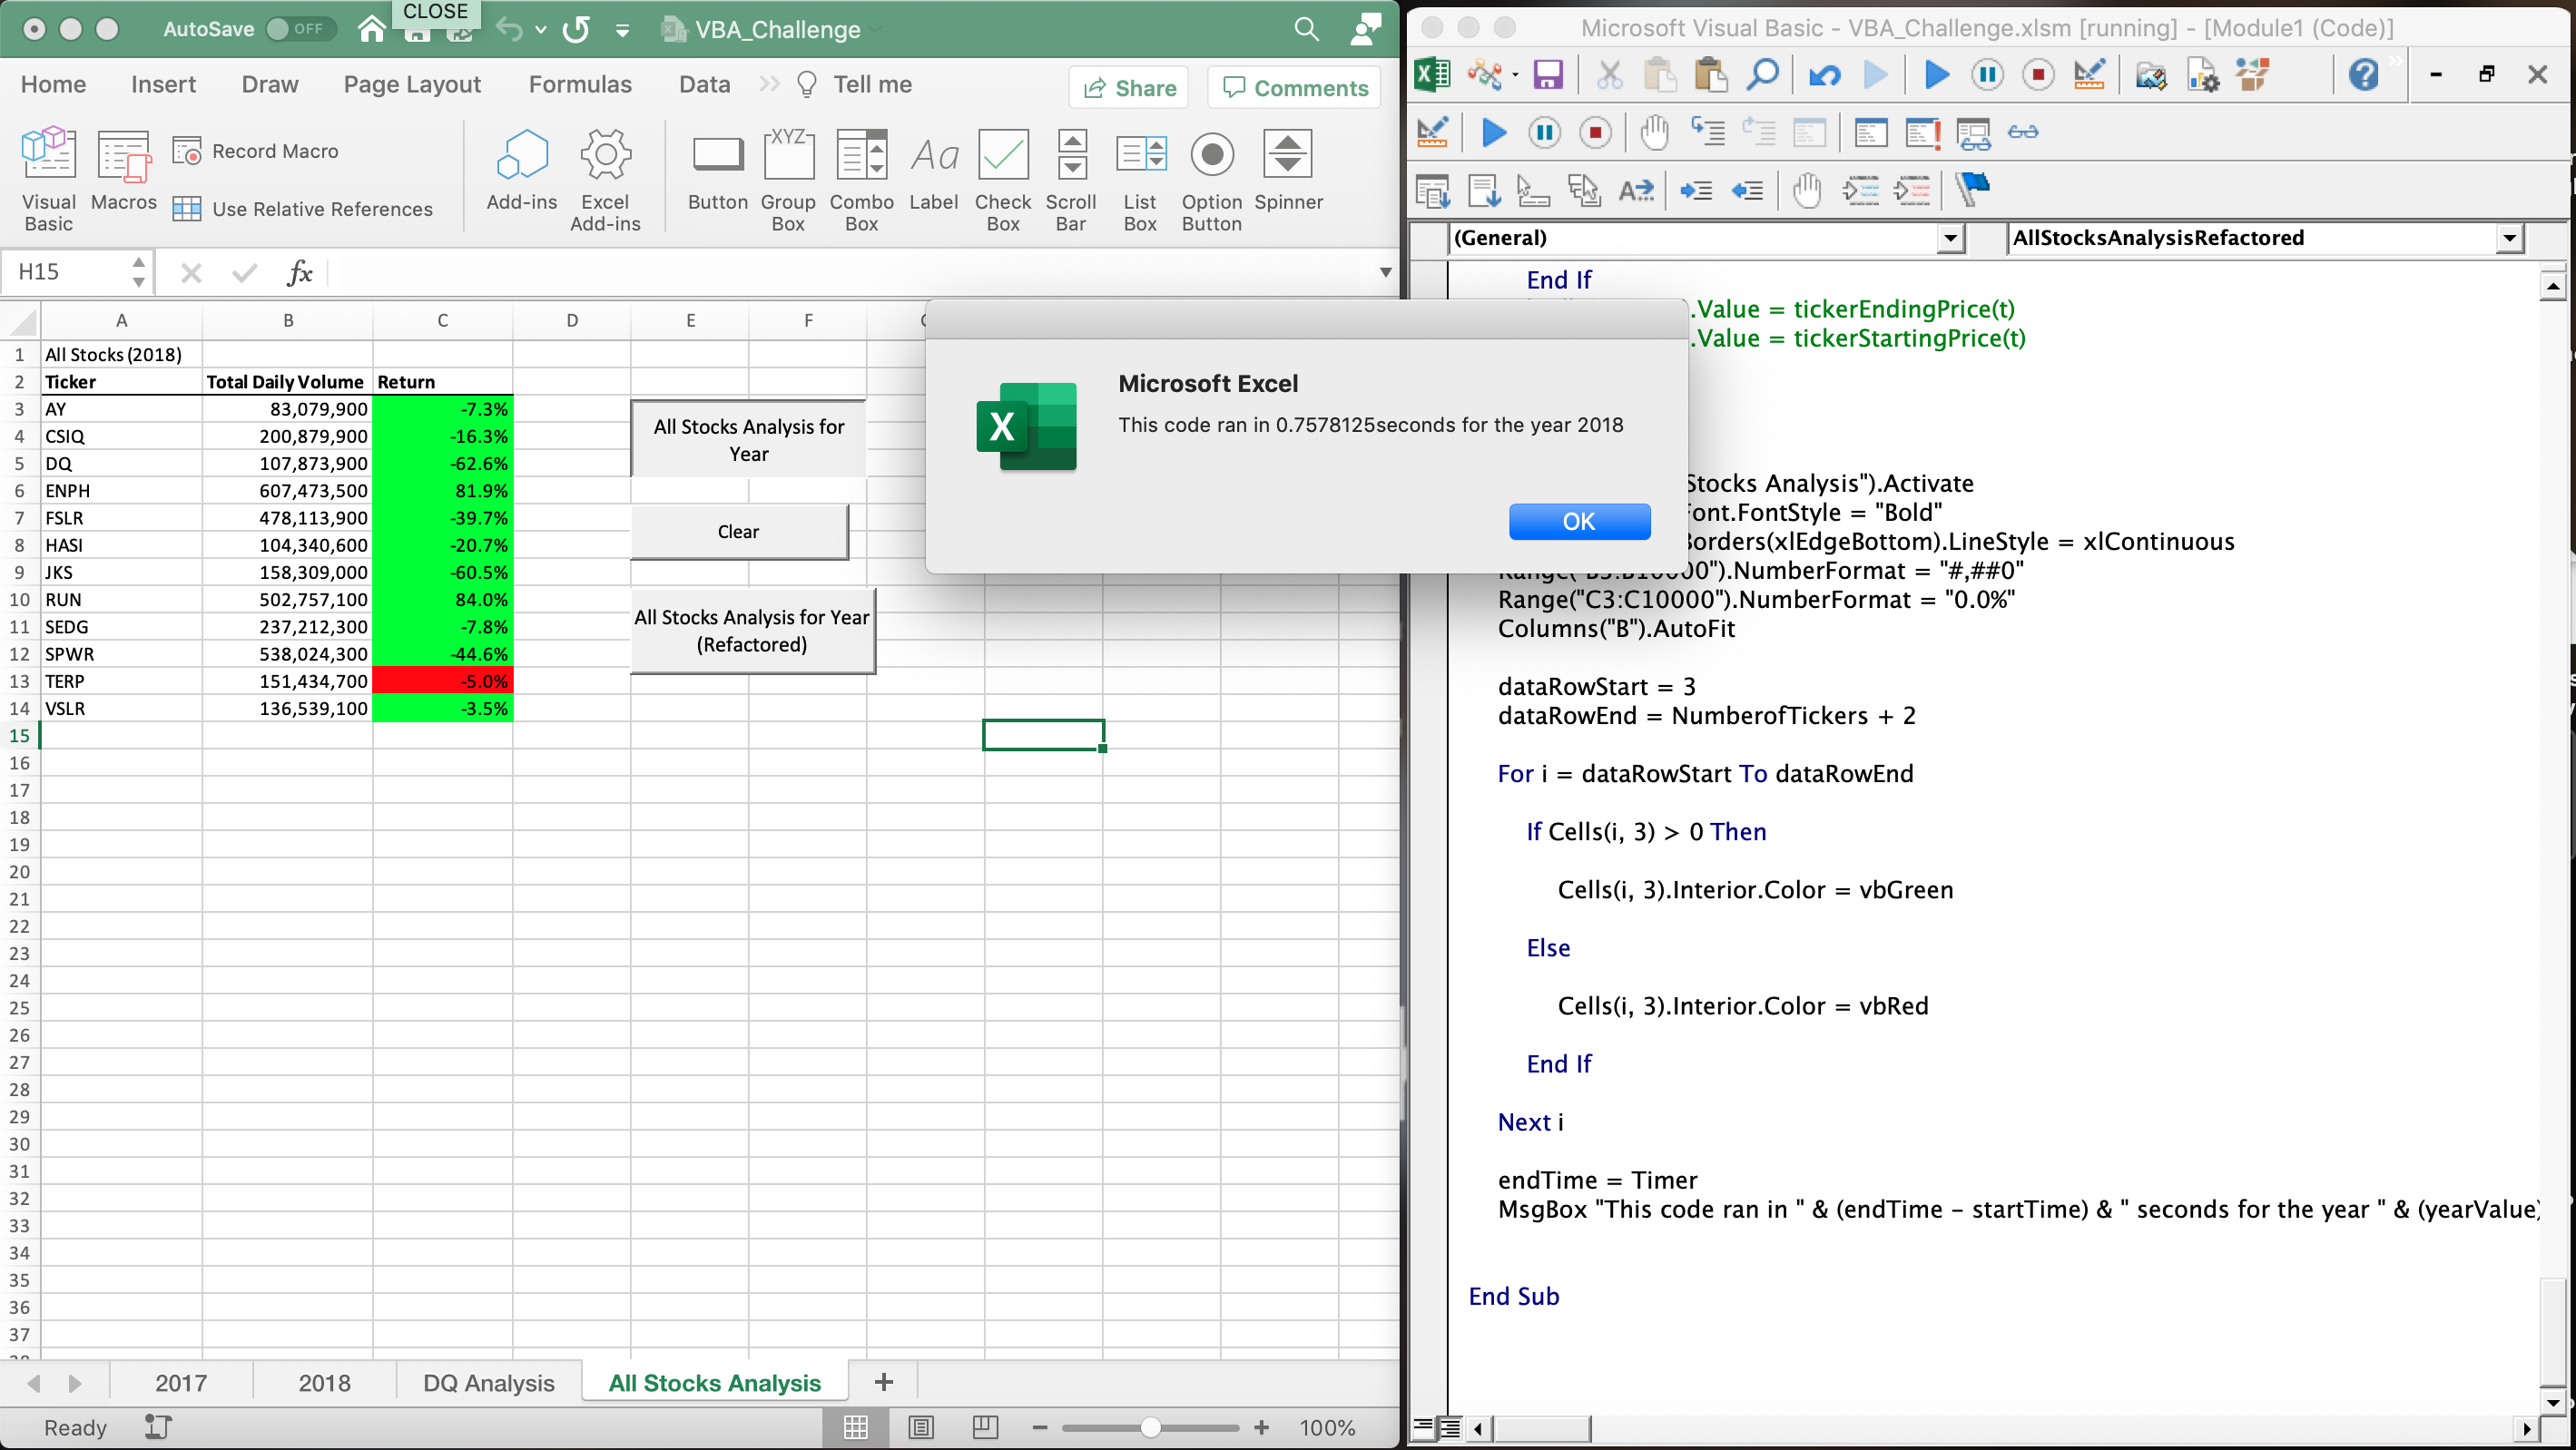 CLOSE
AutoSave OFF VBA_Challenge
Home Insert Draw Page Layout Formulas Data Tell me Share Comments
Visual Basic
Macros
Record Macro
Use Relative References
Add-ins
Excel Add-ins
Button
Group Box
Combo Box
Label
Check Box
Scroll Bar
List Box
Option Button
Spinner
XYZ
Aa
H15 fx
A B C D E F
1 All Stocks (2018)
2 Ticker Total Daily Volume Return
3 AY 83,079,900 -7.3%
4 CSIQ 200,879,900 -16.3%
5 DQ 107,873,900 -62.6%
6 ENPH 607,473,500 81.9%
7 FSLR 478,113,900 -39.7%
8 HASI 104,340,600 -20.7%
9 JKS 158,309,000 -60.5%
10 RUN 502,757,100 84.0%
11 SEDG 237,212,300 -7.8%
12 SPWR 538,024,300 -44.6%
13 TERP 151,434,700 -5.0%
14 VSLR 136,539,100 -3.5%
15
16
17
18
19
20
21
22
23
24
25
26
27
28
29
30
31
32
33
34
35
36
37
All Stocks Analysis for
Year
Clear
All Stocks Analysis for Year
(Refactored)
Microsoft Excel
This code ran in 0.7578125seconds for the year 2018
OK
2017 2018 DQ Analysis All Stocks Analysis +
Ready 100%
Microsoft Visual Basic - VBA_Challenge.xlsm [running] - [Module1 (Code)]
(General) AllStocksAnalysisRefactored
End If
.Value = tickerEndingPrice(t)
.Value = tickerStartingPrice(t)
Stocks Analysis").Activate
Font.FontStyle = "Bold"
Borders(xlEdgeBottom).LineStyle = xlContinuous
Range("B3:B10000").NumberFormat = "#,##0"
Range("C3:C10000").NumberFormat = "0.0%"
Columns("B").AutoFit
dataRowStart = 3
dataRowEnd = NumberofTickers + 2
For i = dataRowStart To dataRowEnd
If Cells(i, 3) > 0 Then
Cells(i, 3).Interior.Color = vbGreen
Else
Cells(i, 3).Interior.Color = vbRed
End If
Next i
endTime = Timer
MsgBox "This code ran in " & (endTime - startTime) & " seconds for the year " & (yearValue)
End Sub